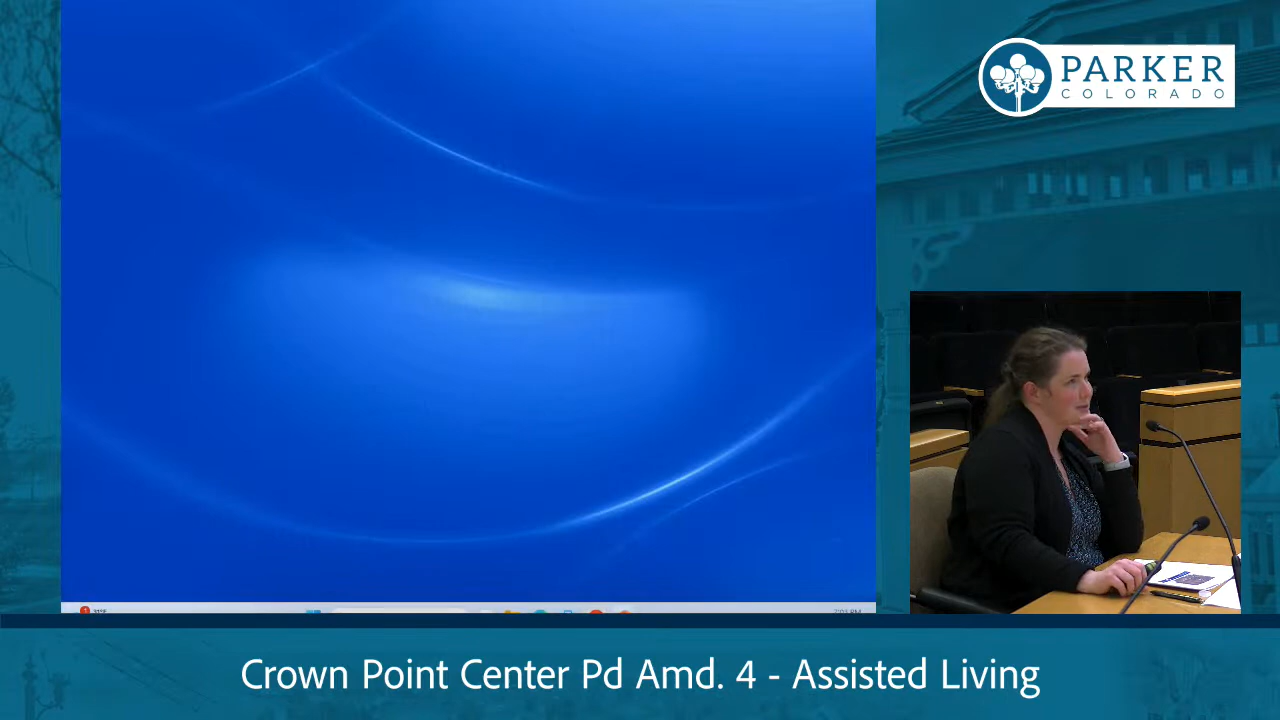 PARKER
COLORADO
Crown Point Center Pd Amd. 4 - Assisted Living